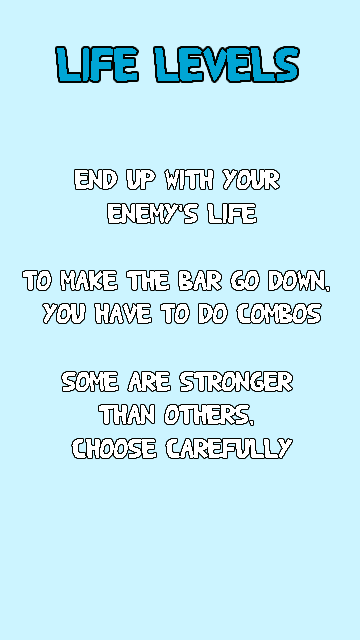 LIFE LEVELS
END UP WITH YOUR
ENEMY'S LIFE
TO MAKE THE BAR GO DOWN,
YOU HAVE TO DO COMBOS
SOME ARE STRONGER
THAN OTHERS,
CHOOSE CAREFULLY